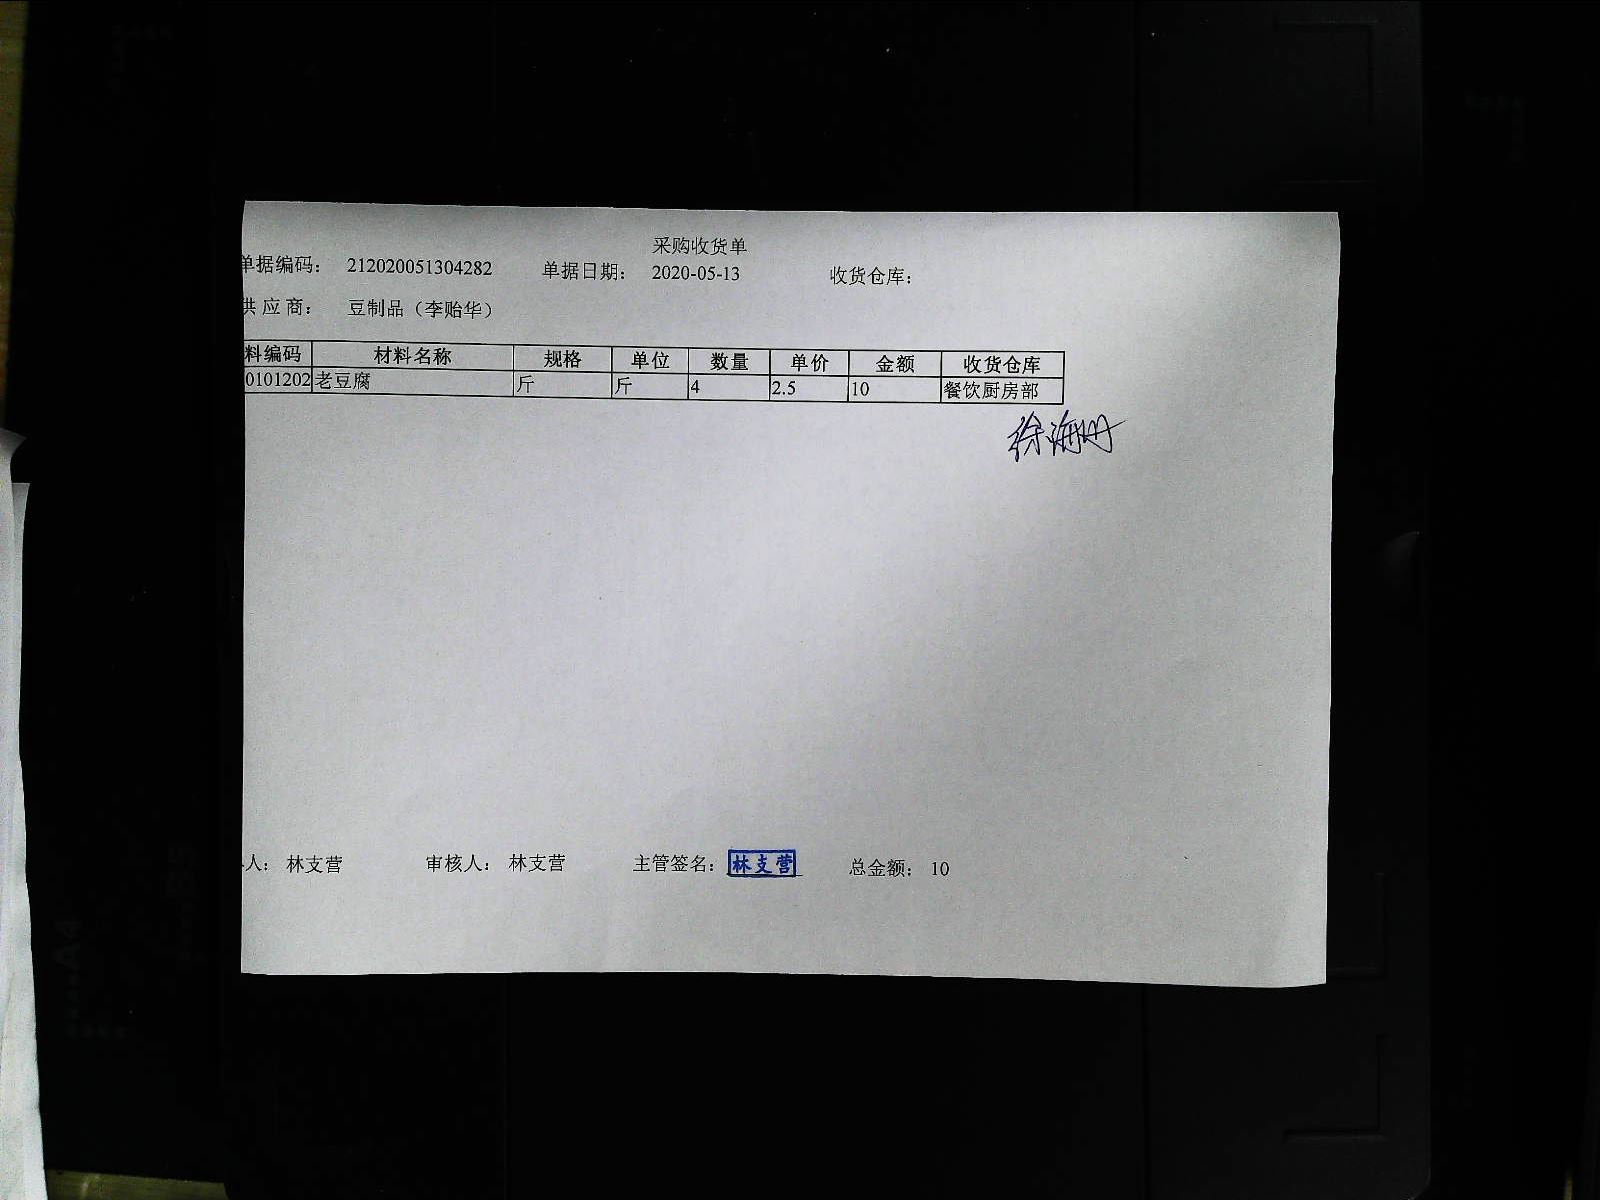 采购收货单
单据编码： 212020051304282 单据日期： 2020-05-13 收货仓库：
供应商： 豆制品（李贻华）
料编码 材料名称 规格 单位 数量 单价 金额 收货仓库
0101202 老豆腐 斤 斤 4 2.5 10 餐饮厨房部
徐海丹
人： 林支营 审核人： 林支营 主管签名： 林支营 总金额： 10